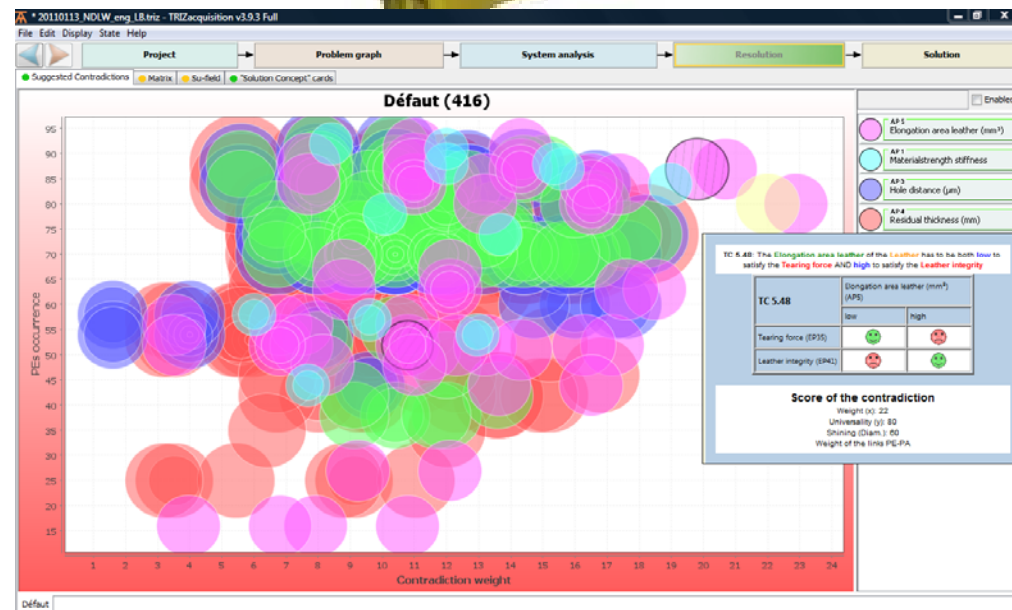 * 20110113_NDLW_eng_LB.triz - TRIZacquisition v3.9.3 Full
File Edit Display State Help
Project
Problem graph
System analysis
Resolution
Solution
Suggested Contradictions
Matrix
Su-field
"Solution Concept" cards
Défaut (416)
Enabled
AP 5
Elongation area leather (mm³)
AP 1
Materialstrength stiffness
AP 3
Hole distance (µm)
AP 4
Residual thickness (mm)
TC 5.48: The Elongation area leather of the Leather has to be both low to
satisfy the Tearing force AND high to satisfy the Leather integrity
TC 5.48
Elongation area leather (mm³)
(AP5)
low
high
Tearing force (EP35)
Leather integrity (EP41)
Score of the contradiction
Weight (x): 22
Universality (y): 80
Shining (Diam.): 60
Weight of the links PE-PA
PEs occurrence
95
90
85
80
75
70
65
60
55
50
45
40
35
30
25
20
15
1 2 3 4 5 6 7 8 9 10 11 12 13 14 15 16 17 18 19 20 21 22 23 24
Contradiction weight
Défaut